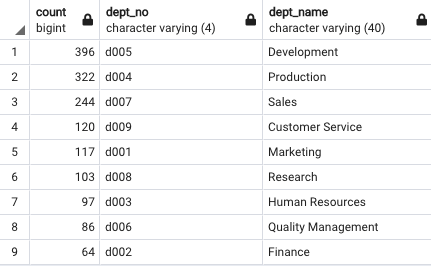 count bigint dept_no character varying (4) dept_name character varying (40)
1 396 d005 Development
2 322 d004 Production
3 244 d007 Sales
4 120 d009 Customer Service
5 117 d001 Marketing
6 103 d008 Research
7 97 d003 Human Resources
8 86 d006 Quality Management
9 64 d002 Finance